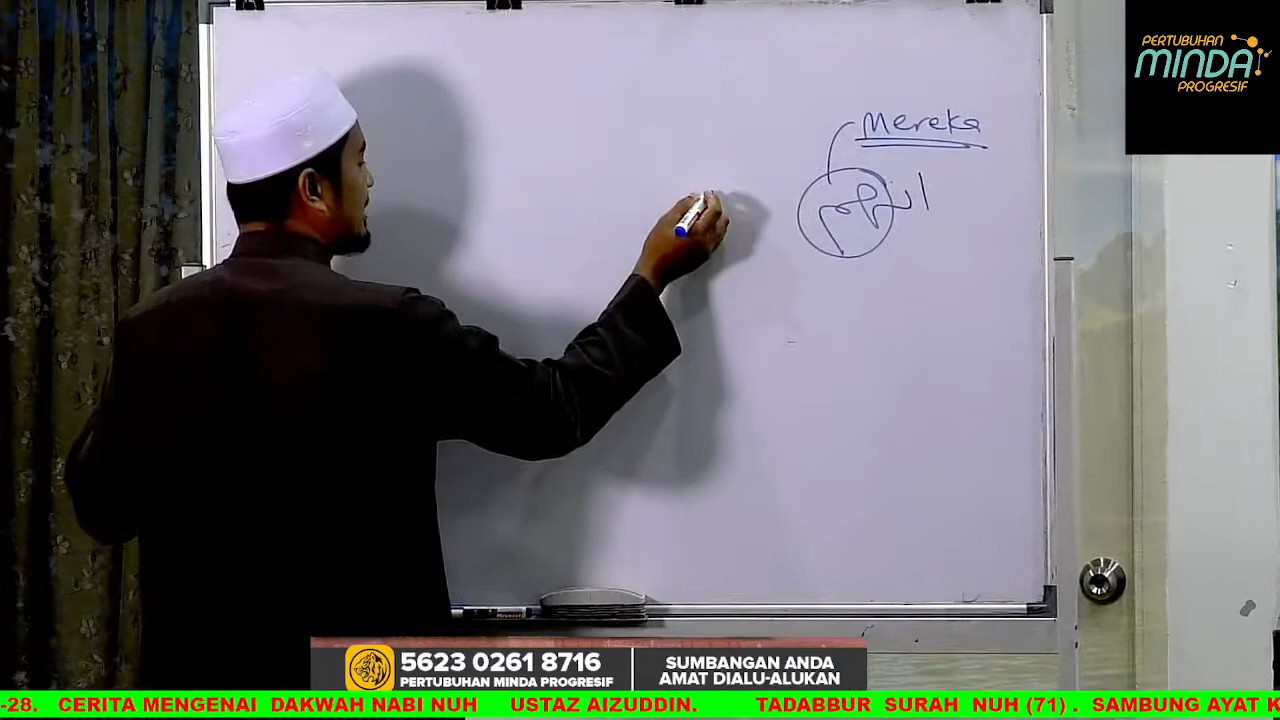 PERTUBUHAN
MINDA
PROGRESIF
Mereka
5623 0261 8716
PERTUBUHAN MINDA PROGRESIF
SUMBANGAN ANDA
AMAT DIALU-ALUKAN
-28. CERITA MENGENAI DAKWAH NABI NUH USTAZ AIZUDDIN. TADABBUR SURAH NUH (71) . SAMBUNG AYAT K